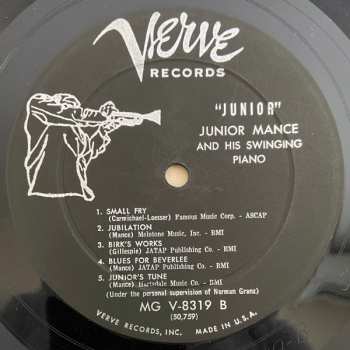 Verve
RECORDS
"JUNIOR"
JUNIOR MANCE
AND HIS SWINGING
PIANO
1. SMALL FRY
(Carmichael-Loesser) Famous Music Corp. - ASCAP
2. JUBILATION
(Mance) Melotone Music, Inc. - BMI
3. BIRK'S WORKS
(Gillespie) JATAP Publishing Co. - BMI
4. BLUES FOR BEVERLEE
(Mance) JATAP Publishing Co. - BMI
5. JUNIOR'S TUNE
(Mance) Hartsdale Music Co. - BMI
(Under the personal supervision of Norman Granz)
MG V-8319 B
(50,759)
VERVE RECORDS, INC. MADE IN U.S.A.